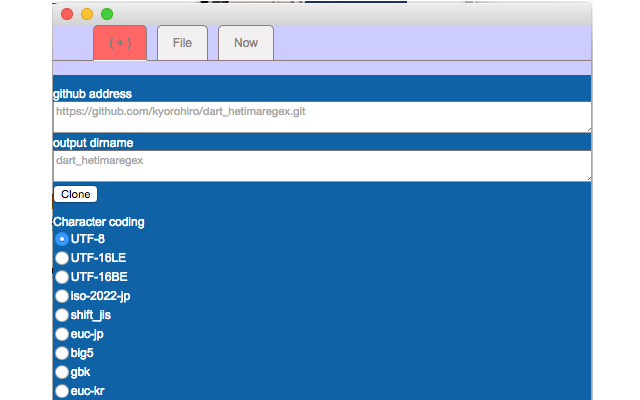 ( + ) File Now
github address
https://github.com/kyorohiro/dart_hetimaregex.git
output dirname
dart_hetimaregex
Clone
Character coding
UTF-8
UTF-16LE
UTF-16BE
iso-2022-jp
shift_jis
euc-jp
big5
gbk
euc-kr